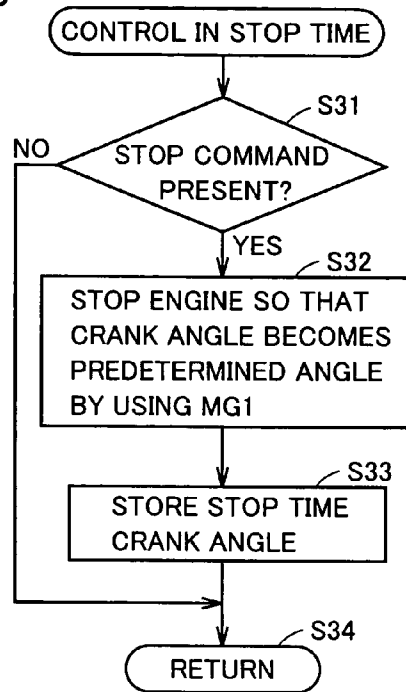 CONTROL IN STOP TIME
S31
NO
STOP COMMAND
PRESENT?
YES
S32
STOP ENGINE SO THAT
CRANK ANGLE BECOMES
PREDETERMINED ANGLE
BY USING MG1
S33
STORE STOP TIME
CRANK ANGLE
S34
RETURN